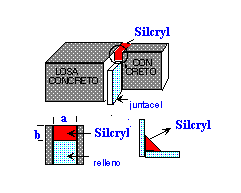 Silcryl
LOSA
CONCRETO
CON
CRETO
juntacel
a
b
Silcryl
relleno
Silcryl